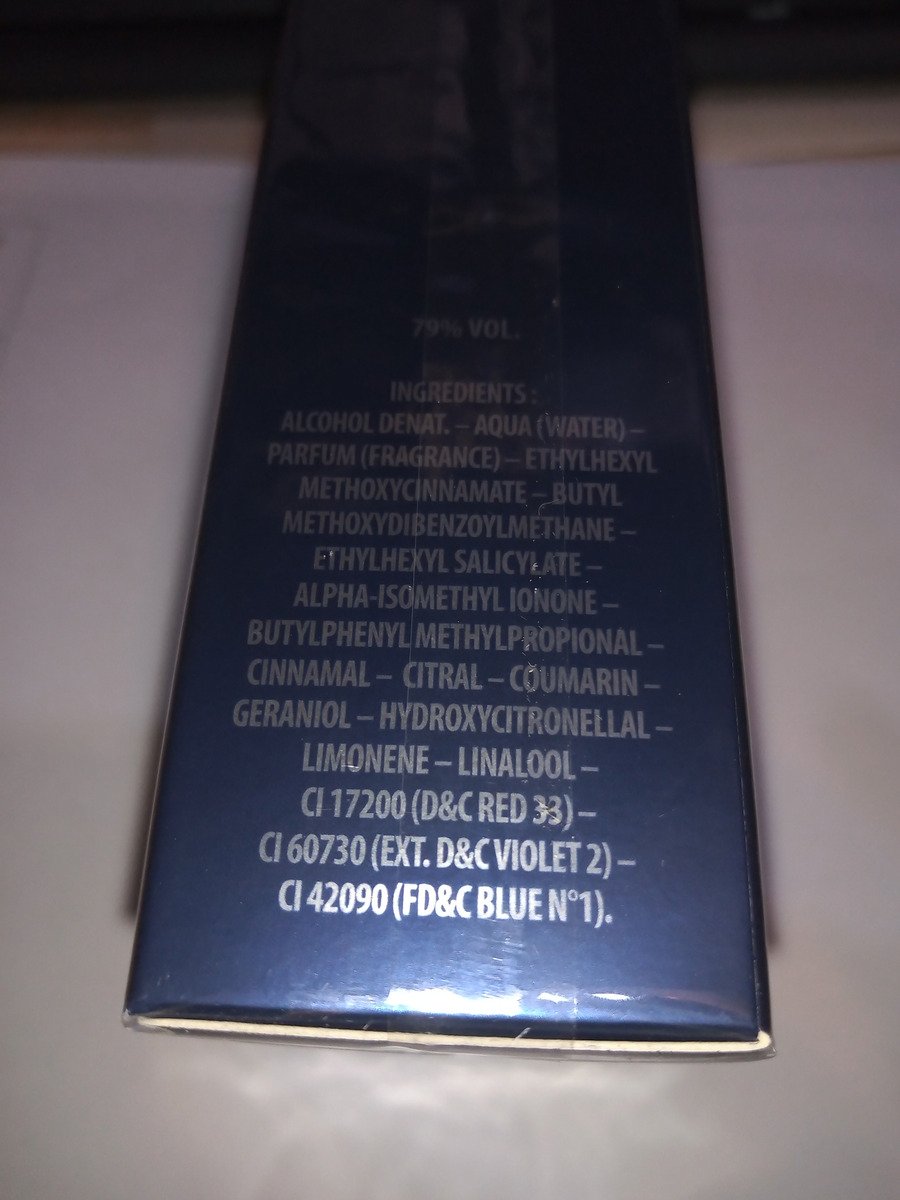 79% VOL.
INGREDIENTS :
ALCOHOL DENAT. – AQUA (WATER) –
PARFUM (FRAGRANCE) – ETHYLHEXYL
METHOXYCINNAMATE – BUTYL
METHOXYDIBENZOYLMETHANE –
ETHYLHEXYL SALICYLATE –
ALPHA-ISOMETHYL IONONE –
BUTYLPHENYL METHYLPROPIONAL –
CINNAMAL – CITRAL – COUMARIN –
GERANIOL – HYDROXYCITRONELLAL –
LIMONENE – LINALOOL –
CI 17200 (D&C RED 33) –
CI 60730 (EXT. D&C VIOLET 2) –
CI 42090 (FD&C BLUE N°1).